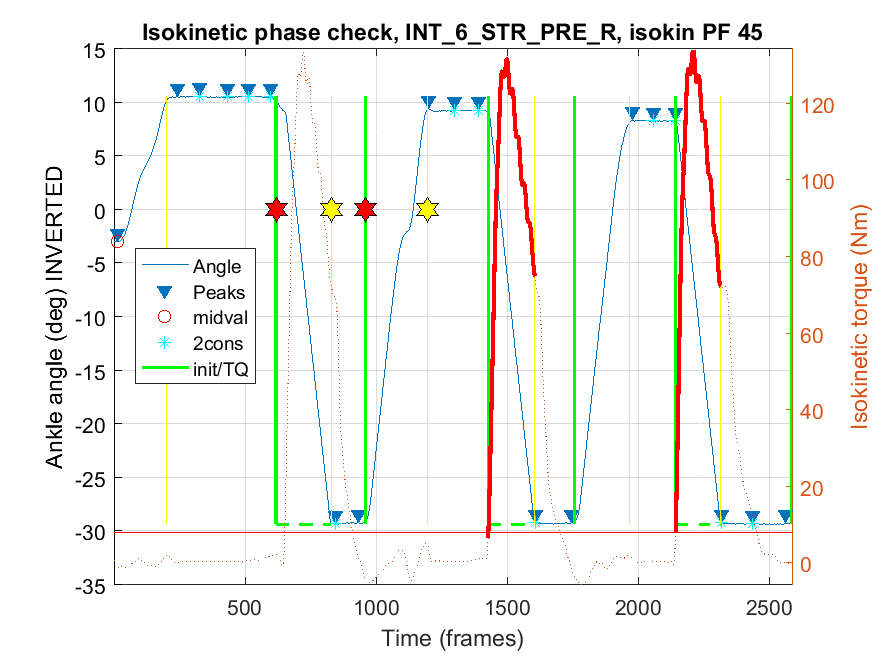 Isokinetic phase check, INT_6_STR_PRE_R, isokin PF 45
Ankle angle (deg) INVERTED
15
10
5
0
-5
-10
-15
-20
-25
-30
-35
Angle
Peaks
midval
2cons
init/TQ
120
100
80
60
40
20
0
Isokinetic torque (Nm)
500
1000
1500
2000
2500
Time (frames)